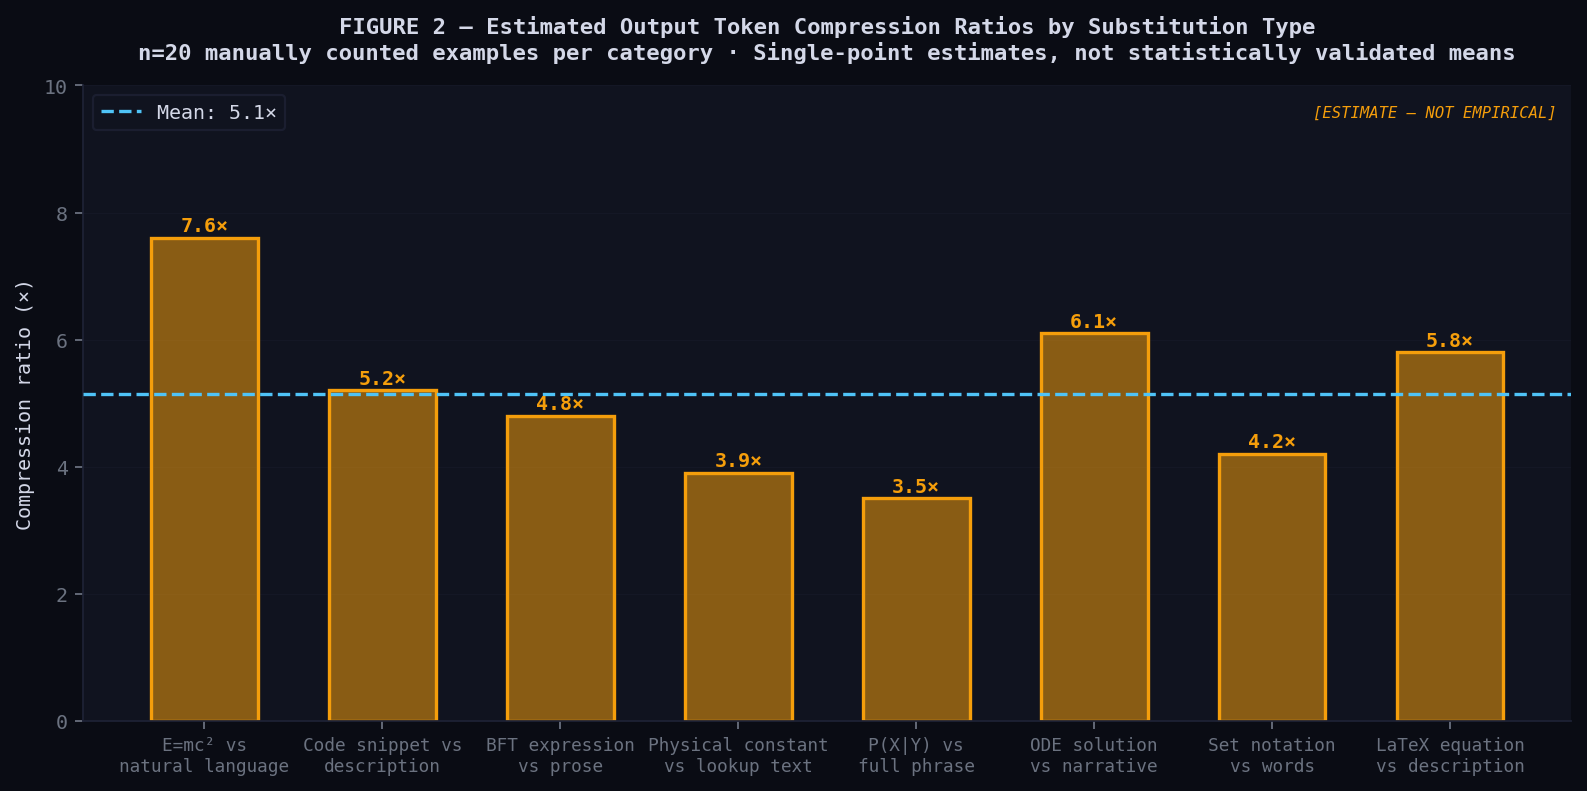 FIGURE 2 — Estimated Output Token Compression Ratios by Substitution Type
n=20 manually counted examples per category · Single-point estimates, not statistically validated means
Mean: 5.1×
[ESTIMATE — NOT EMPIRICAL]
Compression ratio (×)
10
8
6
4
2
0
7.6×
5.2×
4.8×
3.9×
3.5×
6.1×
4.2×
5.8×
E=mc² vs
natural language
Code snippet vs
description
BFT expression
vs prose
Physical constant
vs lookup text
P(X|Y) vs
full phrase
ODE solution
vs narrative
Set notation
vs words
LaTeX equation
vs description